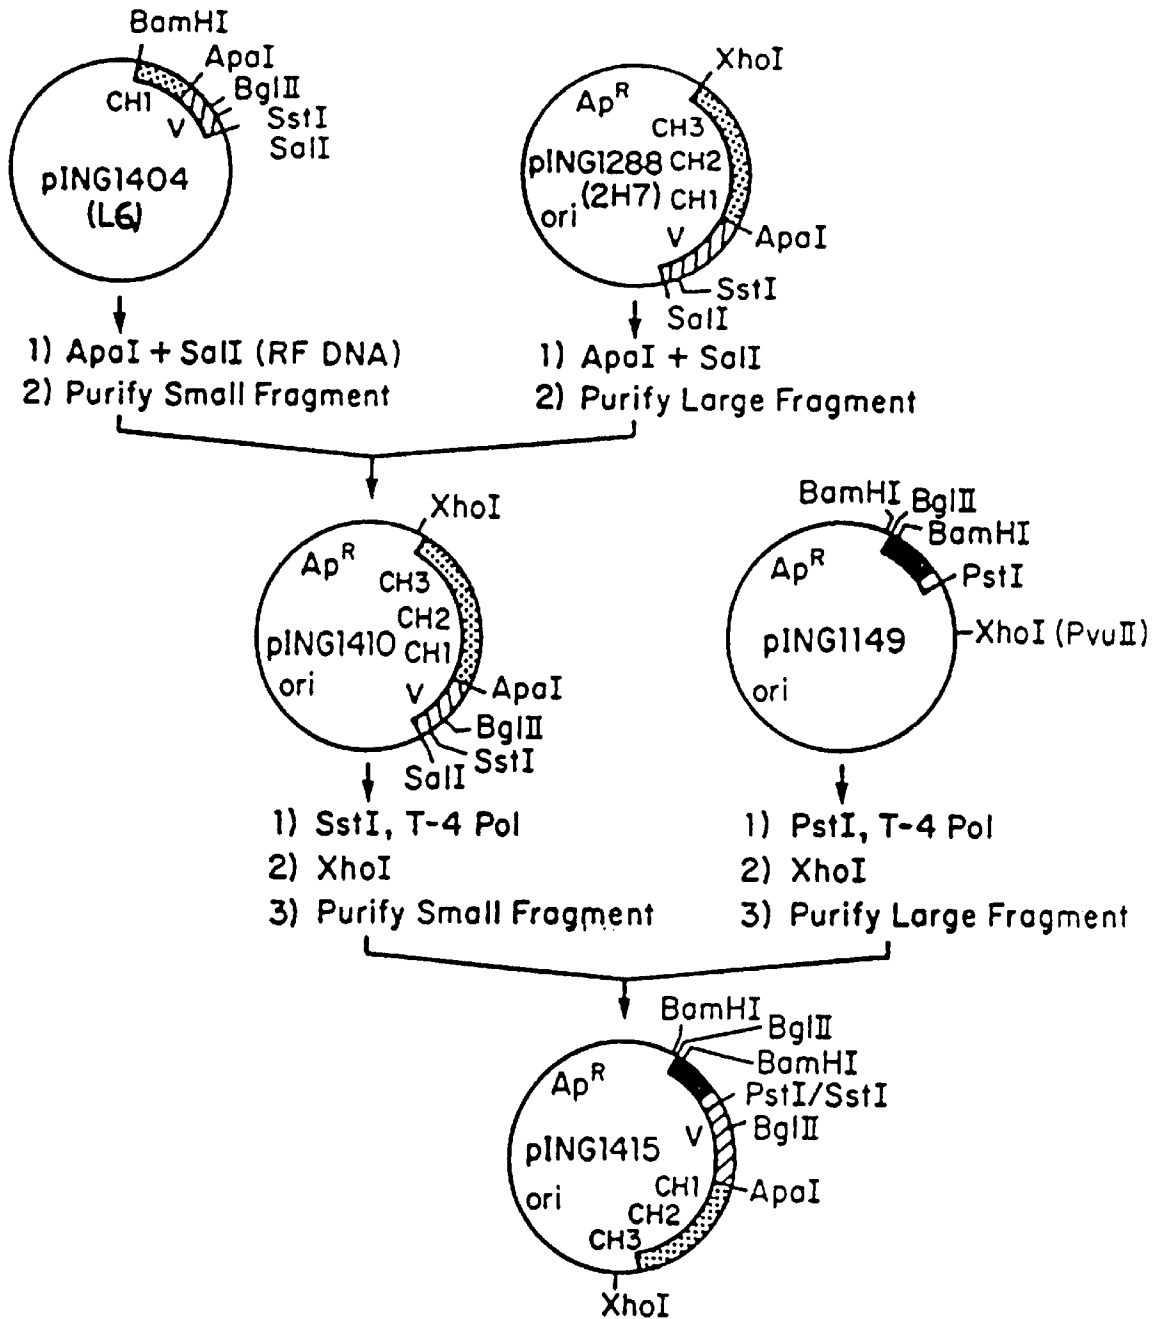 BamHI
ApaI
BglII
SstI
SalI
CH1
V
pING1404
(L6)
XhoI
Ap^R
CH3
pING1288 CH2
(2H7) CH1
ori
V
ApaI
SstI
SalI
1) ApaI + SalI (RF DNA)
2) Purify Small Fragment
1) ApaI + SalI
2) Purify Large Fragment
XhoI
Ap^R
CH3
CH2
pING1410 CH1
ori
V
ApaI
BglII
SstI
SalI
BamHI
BglII
BamHI
Ap^R
PstI
XhoI (PvuII)
pING1149
ori
1) SstI, T-4 Pol
2) XhoI
3) Purify Small Fragment
1) PstI, T-4 Pol
2) XhoI
3) Purify Large Fragment
BamHI
BglII
BamHI
Ap^R
PstI/SstI
V
BglII
pING1415
CH1
ApaI
ori
CH2
CH3
XhoI